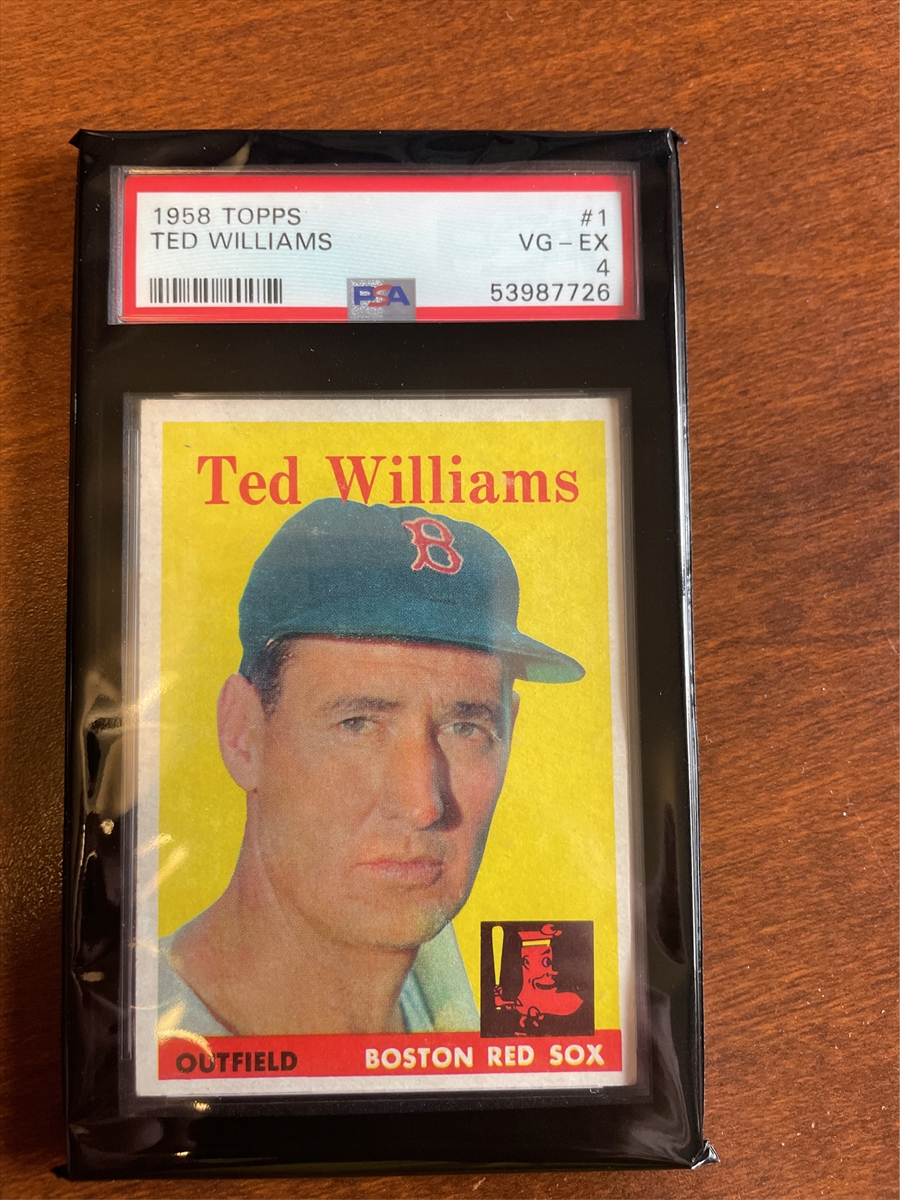 1958 TOPPS #1
TED WILLIAMS VG - EX
4
PSA 53987726
Ted Williams
B
OUTFIELD BOSTON RED SOX